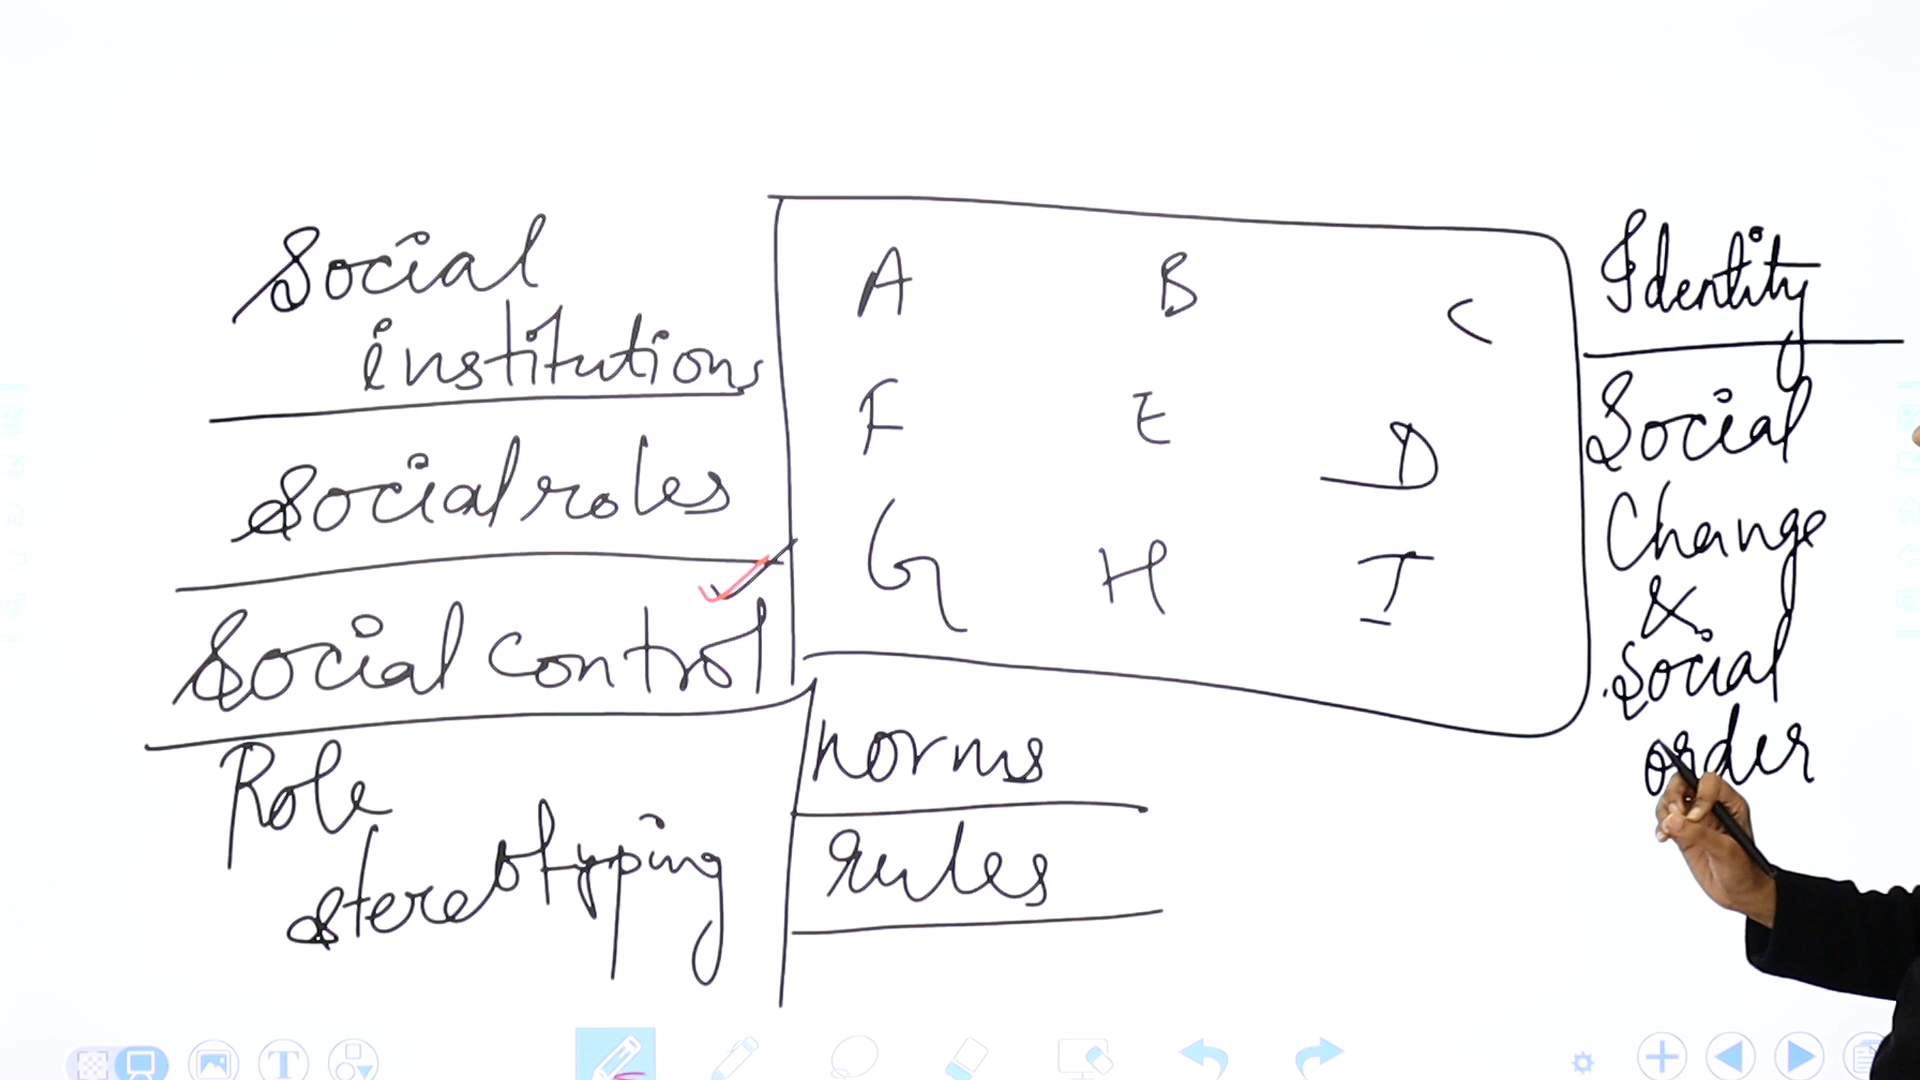 Social
institutions
Social roles
Social control
Role
stereotyping
A B C
F E D
G H I
norms
rules
Identity
Social
Change
&
Social
order
T